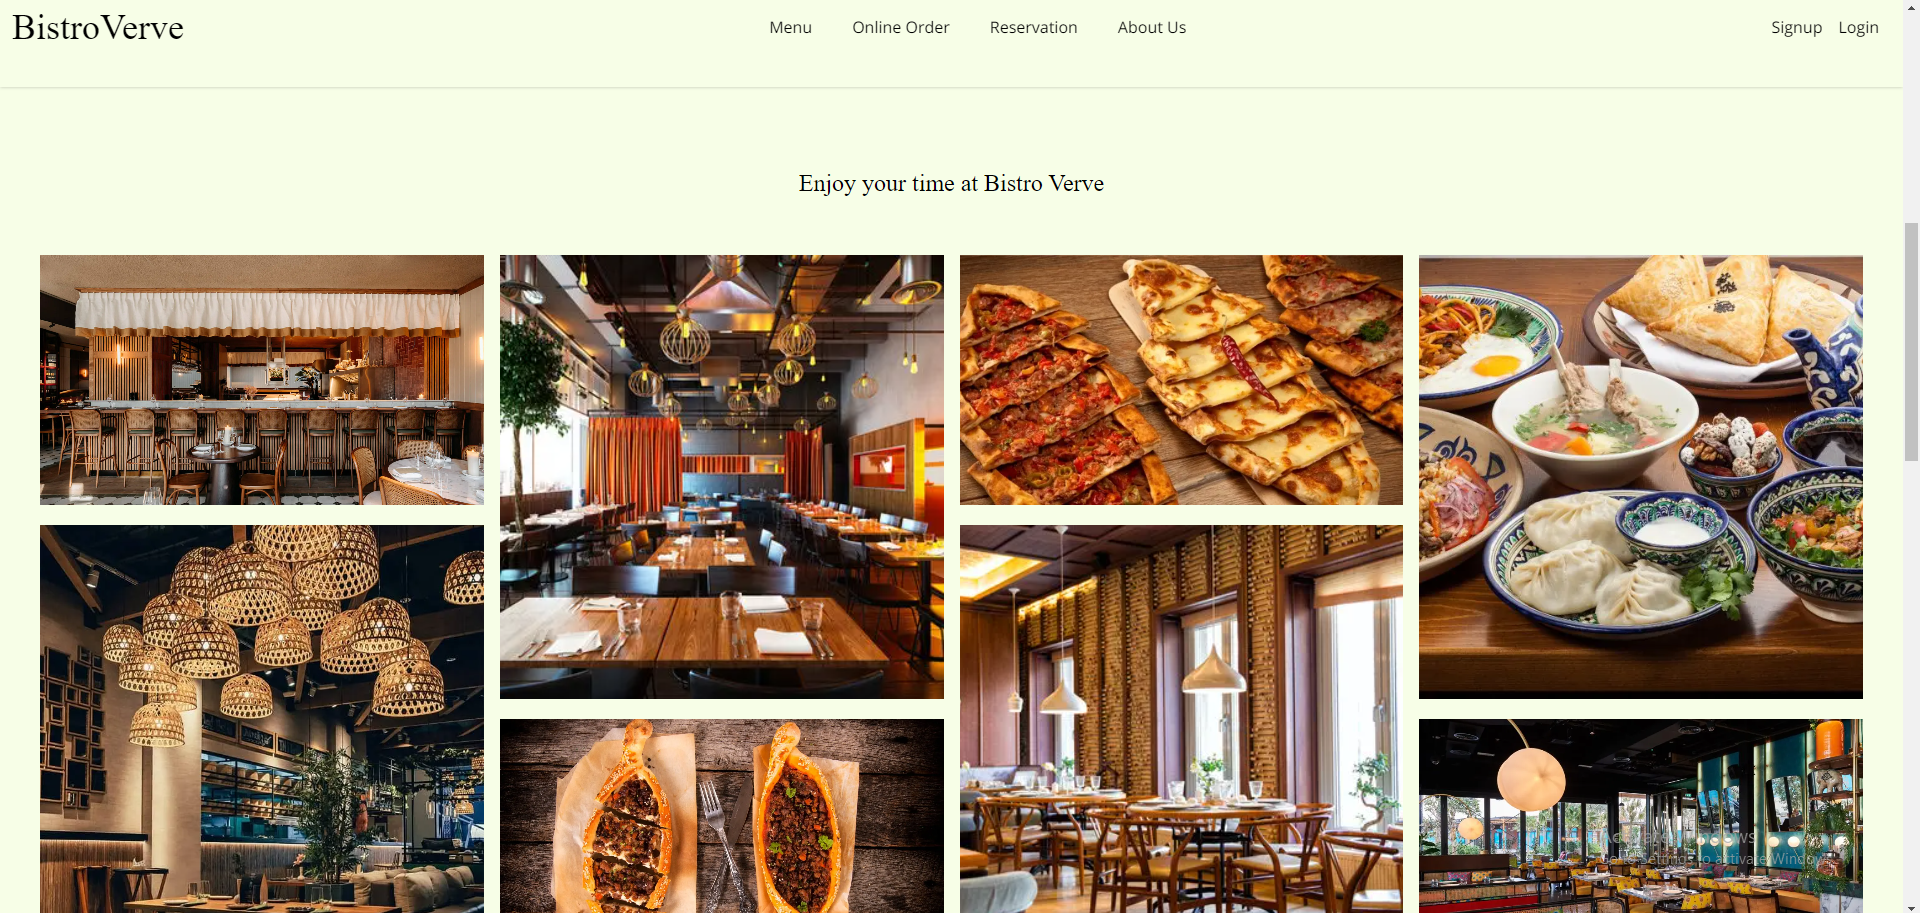 BistroVerve
Menu
Online Order
Reservation
About Us
Signup
Login
Enjoy your time at Bistro Verve
Activate Windows
Go to Settings to activate Windows.